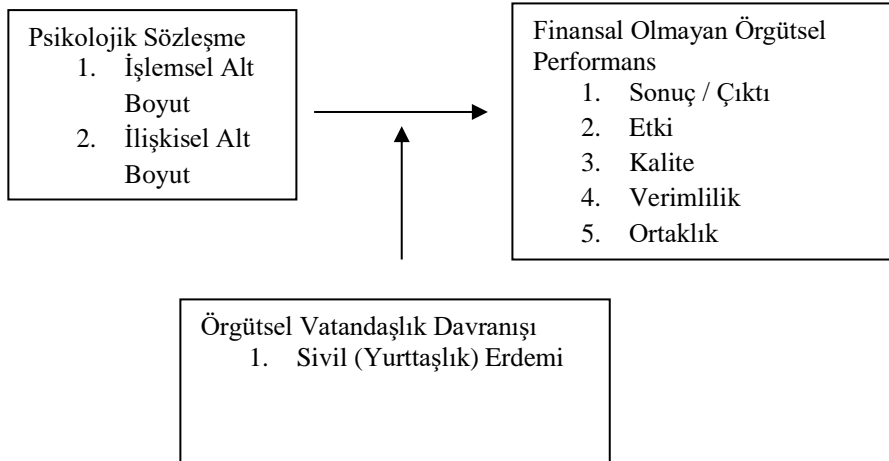 Psikolojik Sözleşme
1. İşlemsel Alt
Boyut
2. İlişkisel Alt
Boyut
Finansal Olmayan Örgütsel
Performans
1. Sonuç / Çıktı
2. Etki
3. Kalite
4. Verimlilik
5. Ortaklık
Örgütsel Vatandaşlık Davranışı
1. Sivil (Yurttaşlık) Erdemi